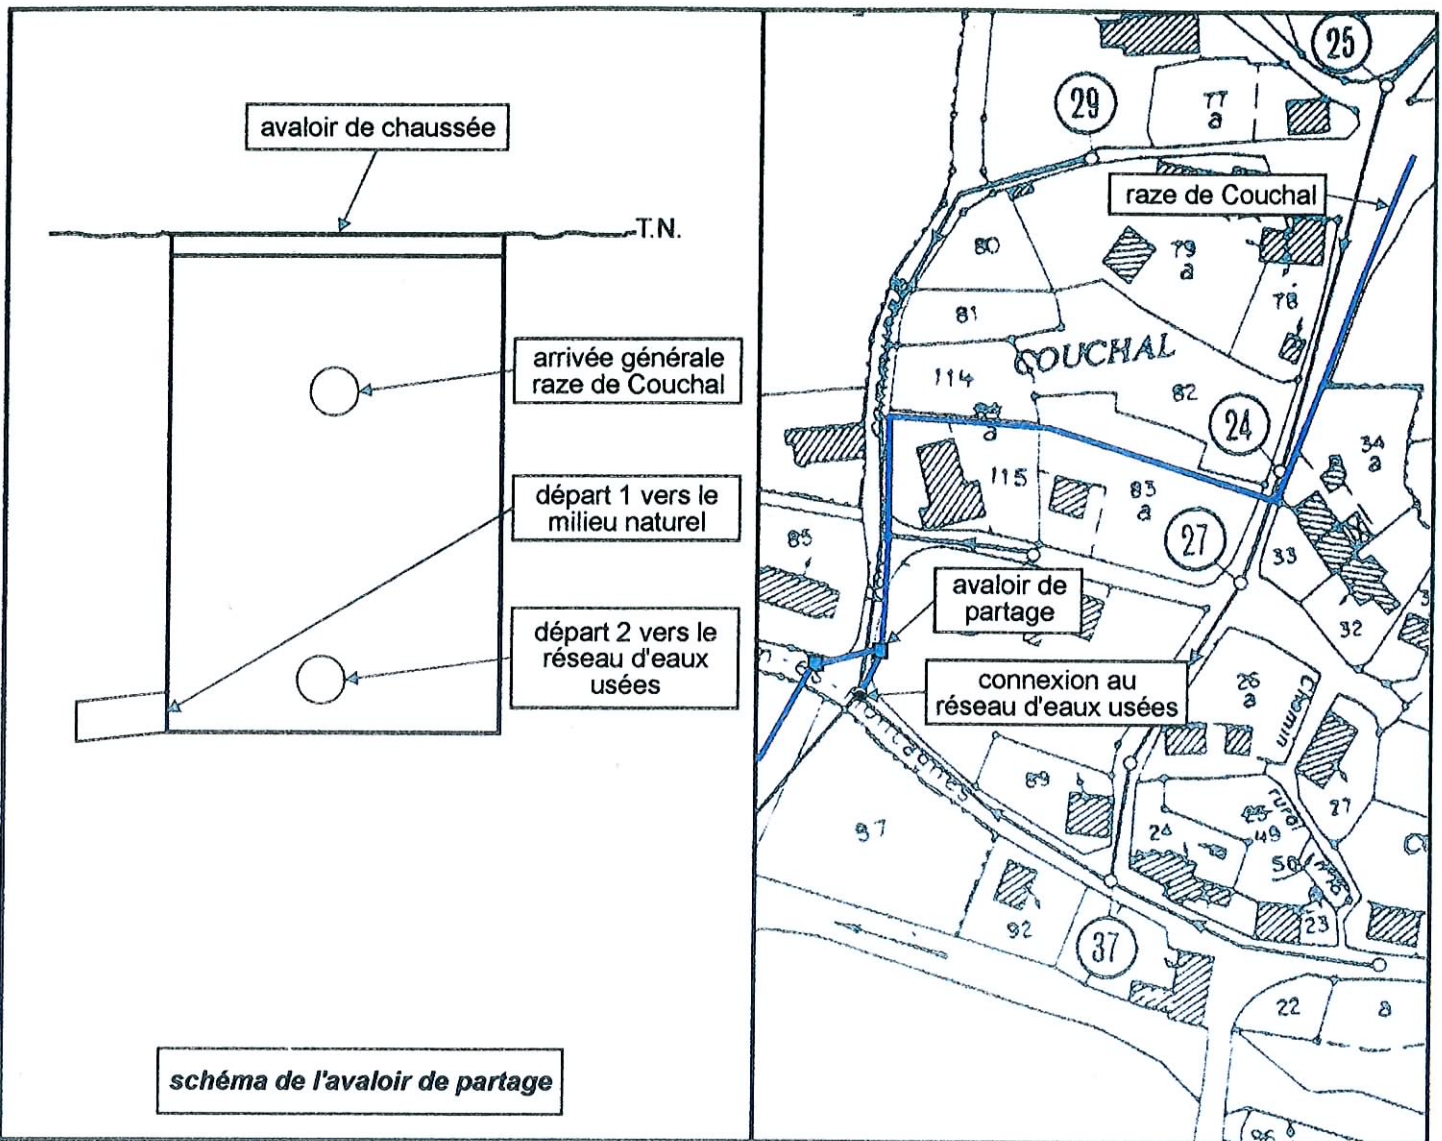 avaloir de chaussée
T.N.
arrivée générale
raze de Couchal
départ 1 vers le
milieu naturel
départ 2 vers le
réseau d'eaux
usées
schéma de l'avaloir de partage
25
29
77
a
raze de Couchal
80
79
a
78
81
COUCHAL
114
82
24
34
a
a
115
83
a
27
85
33
avaloir de
partage
32
connexion au
réseau d'eaux usées
26
a
Chemin
89
27
rural
97
24
49
50
23
92
37
22
a
86